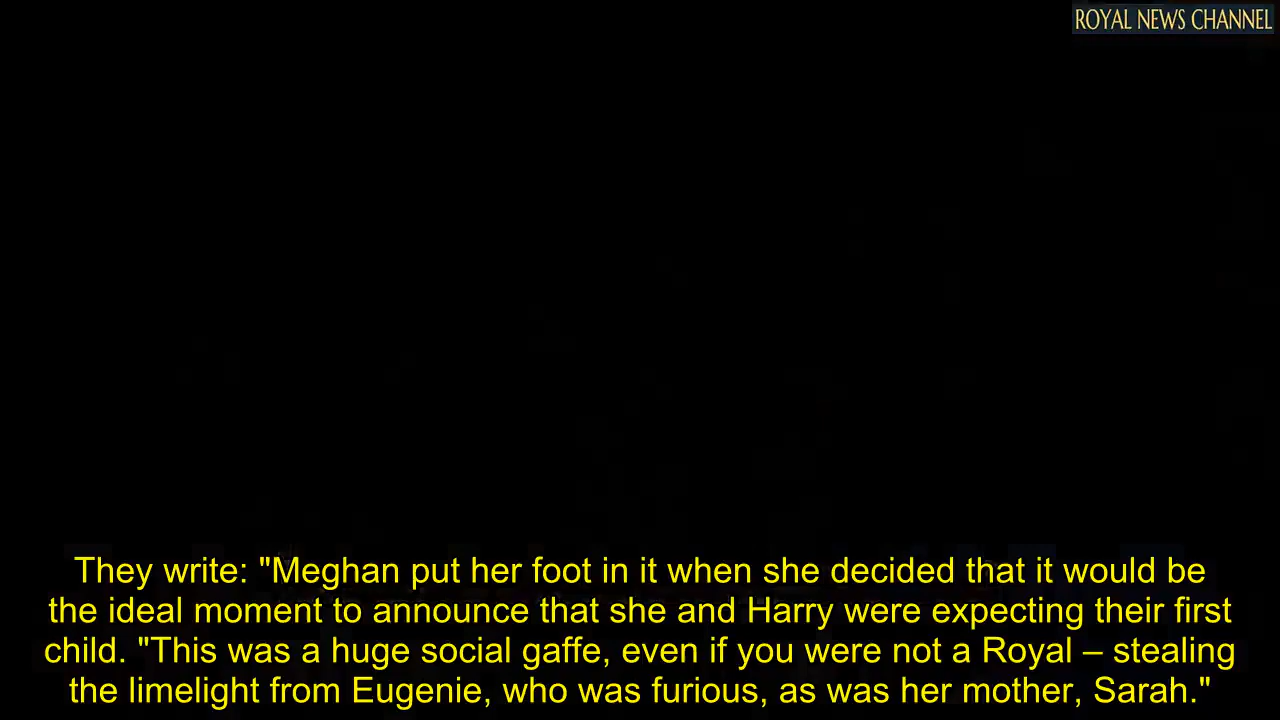 ROYAL NEWS CHANNEL
They write: "Meghan put her foot in it when she decided that it would be
the ideal moment to announce that she and Harry were expecting their first
child. "This was a huge social gaffe, even if you were not a Royal – stealing
the limelight from Eugenie, who was furious, as was her mother, Sarah."